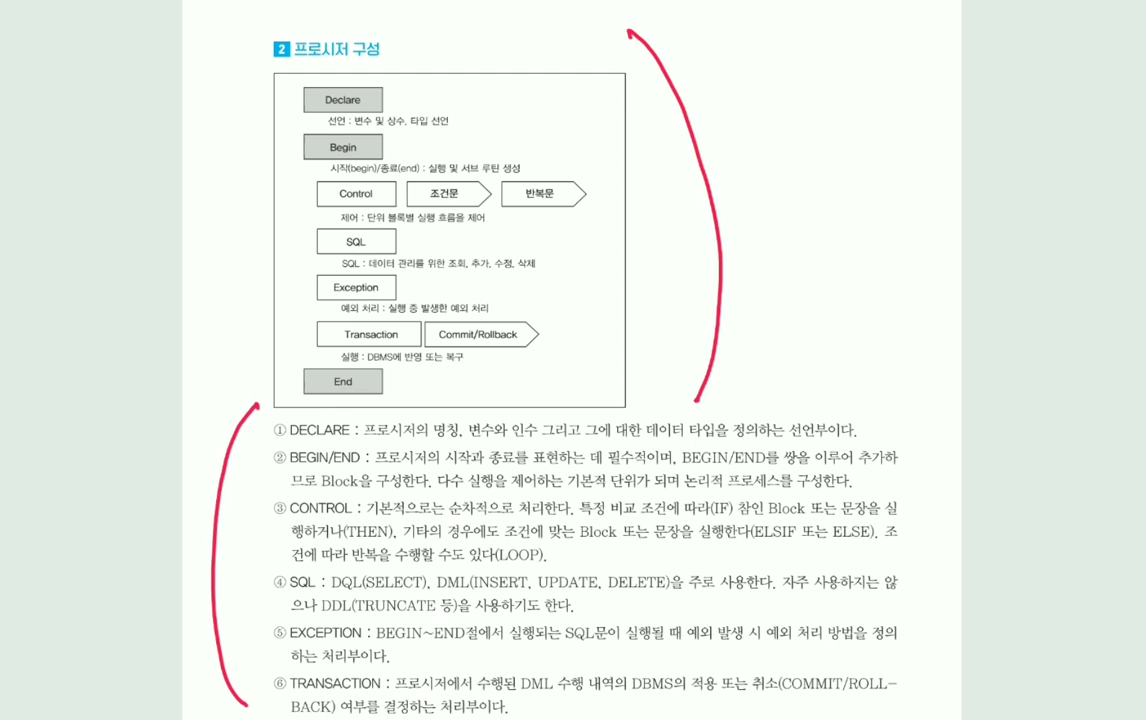 2 프로시저 구성
Declare
선언 : 변수 및 상수, 타입 선언
Begin
시작(begin)/종료(end) : 실행 및 서브 루틴 생성
Control 조건문 반복문
제어 : 단위 블록별 실행 흐름을 제어
SQL
SQL : 데이터 관리를 위한 조회, 추가, 수정, 삭제
Exception
예외 처리 : 실행 중 발생한 예외 처리
Transaction Commit/Rollback
실행 : DBMS에 반영 또는 복구
End
① DECLARE : 프로시저의 명칭, 변수와 인수 그리고 그에 대한 데이터 타입을 정의하는 선언부이다.
② BEGIN/END : 프로시저의 시작과 종료를 표현하는 데 필수적이며, BEGIN/END를 쌍을 이루어 추가하
므로 Block을 구성한다. 다수 실행을 제어하는 기본적 단위가 되며 논리적 프로세스를 구성한다.
③ CONTROL : 기본적으로는 순차적으로 처리한다. 특정 비교 조건에 따라(IF) 참인 Block 또는 문장을 실
행하거나(THEN), 기타의 경우에도 조건에 맞는 Block 또는 문장을 실행한다(ELSIF 또는 ELSE). 조
건에 따라 반복을 수행할 수도 있다(LOOP).
④ SQL : DQL(SELECT), DML(INSERT, UPDATE, DELETE)을 주로 사용한다. 자주 사용하지는 않
으나 DDL(TRUNCATE 등)을 사용하기도 한다.
⑤ EXCEPTION : BEGIN~END절에서 실행되는 SQL문이 실행될 때 예외 발생 시 예외 처리 방법을 정의
하는 처리부이다.
⑥ TRANSACTION : 프로시저에서 수행된 DML 수행 내역의 DBMS의 적용 또는 취소(COMMIT/ROLL-
BACK) 여부를 결정하는 처리부이다.